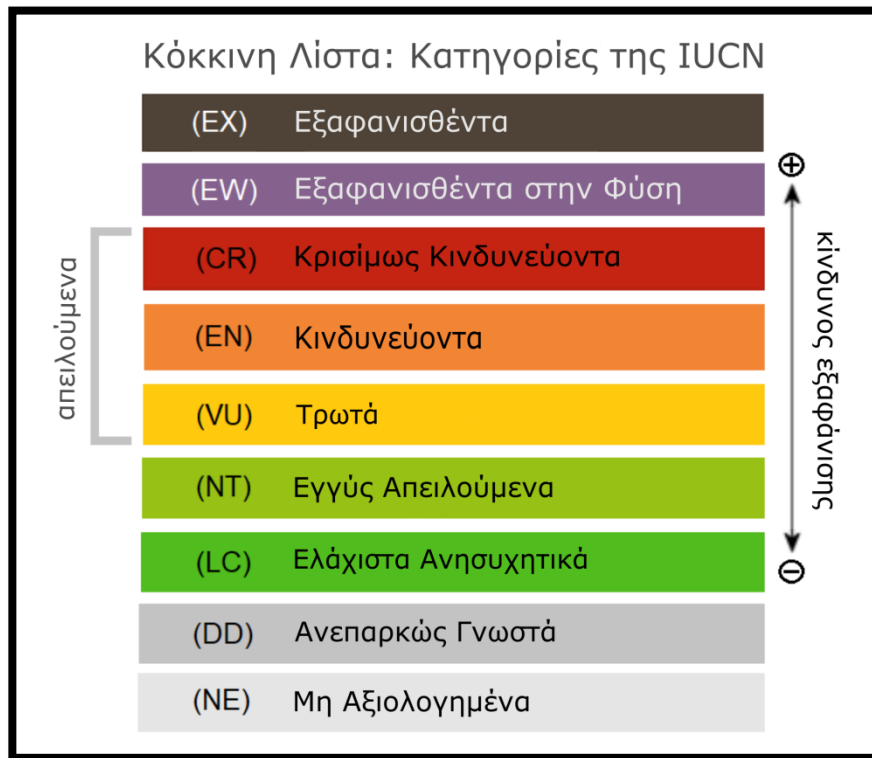 Κόκκινη Λίστα: Κατηγορίες της IUCN
(EX) Εξαφανισθέντα
(EW) Εξαφανισθέντα στην Φύση
(CR) Κρισίμως Κινδυνεύοντα
(EN) Κινδυνεύοντα
(VU) Τρωτά
(NT) Εγγύς Απειλούμενα
(LC) Ελάχιστα Ανησυχητικά
(DD) Ανεπαρκώς Γνωστά
(NE) Μη Αξιολογημένα
απειλούμενα
κίνδυνος εξαφάνισης